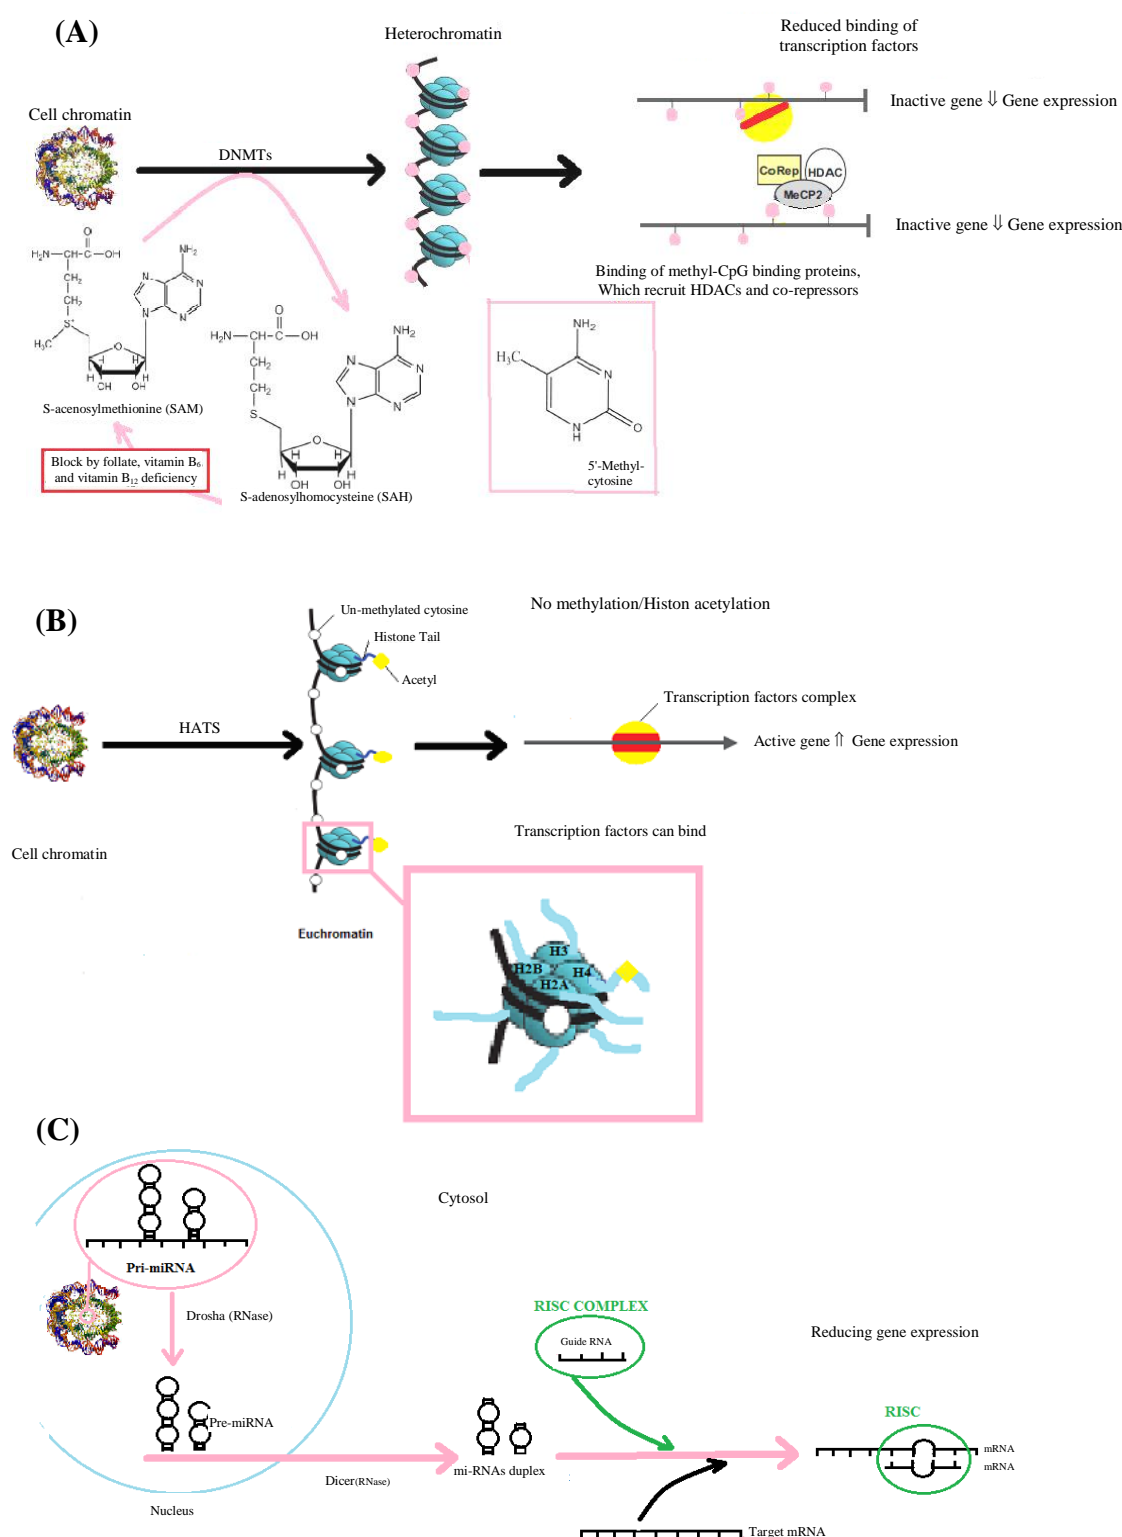 (A)
Heterochromatin
Reduced binding of
transcription factors
Cell chromatin
DNMTs
Inactive gene ⇓ Gene expression
CoRep
HDAC
MeCP2
Inactive gene ⇓ Gene expression
Binding of methyl-CpG binding proteins,
Which recruit HDACs and co-repressors
O
H₂N
CH
C
OH
CH₂
CH₂
S⁺
H₃C
NH₂
N
N
N
N
O
H
H
H
H
OH
OH
S-acenosylmethionine (SAM)
O
H₂N
CH
C
OH
CH₂
CH₂
S
NH₂
N
N
N
N
O
H
H
H
H
OH
OH
S-adenosylhomocysteine (SAH)
Block by follate, vitamin B₆
and vitamin B₁₂ deficiency
NH₂
H₃C
N
N
H
O
5'-Methyl-
cytosine
(B)
Un-methylated cytosine
Histone Tail
Acetyl
No methylation/Histon acetylation
HATS
Transcription factors complex
Active gene ⇑ Gene expression
Transcription factors can bind
Cell chromatin
Euchromatin
H3
H2B
H4
H2A
(C)
Cytosol
Pri-miRNA
Drosha (RNase)
Pre-miRNA
Nucleus
Dicer(RNase)
mi-RNAs duplex
RISC COMPLEX
Guide RNA
Reducing gene expression
RISC
mRNA
mRNA
Target mRNA